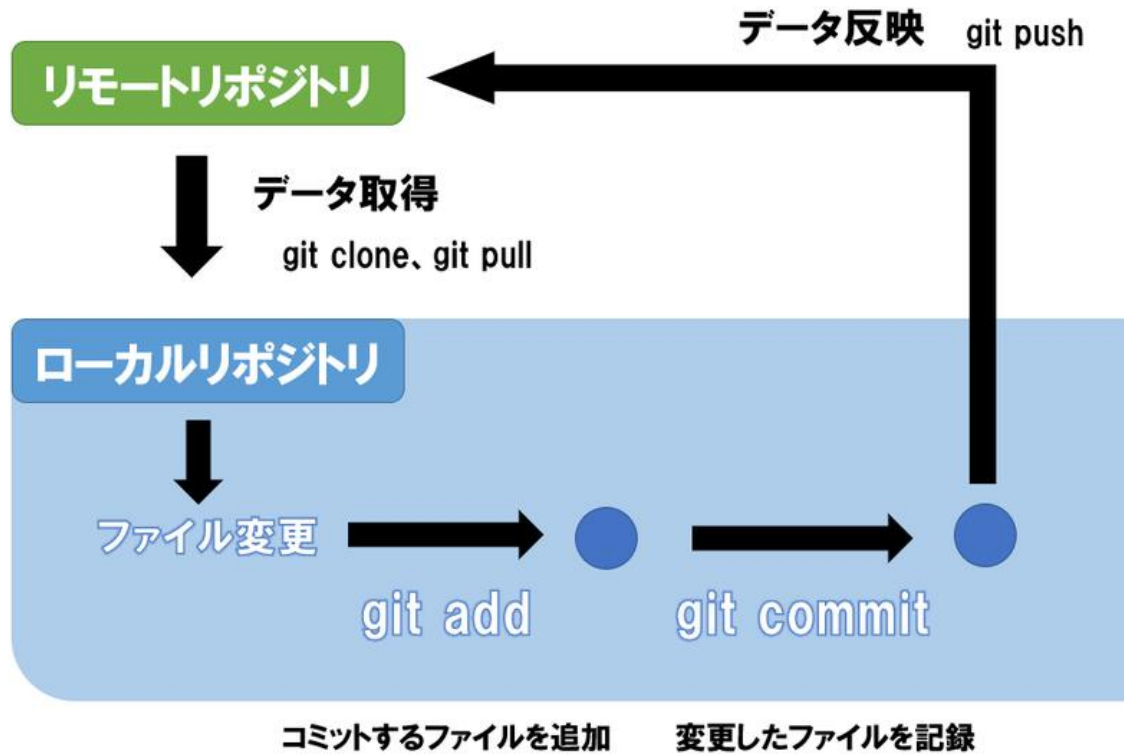 データ反映 git push
リモートリポジトリ
データ取得
git clone、git pull
ローカルリポジトリ
ファイル変更
git add
git commit
コミットするファイルを追加
変更したファイルを記録